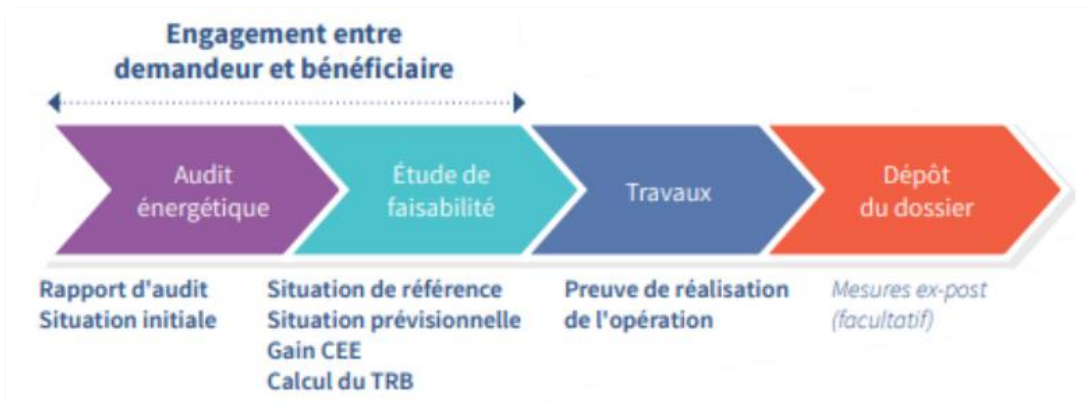 Engagement entre
demandeur et bénéficiaire
Audit
énergétique
Étude de
faisabilité
Travaux
Dépôt
du dossier
Rapport d'audit
Situation initiale
Situation de référence
Situation prévisionnelle
Gain CEE
Calcul du TRB
Preuve de réalisation
de l'opération
Mesures ex-post
(facultatif)